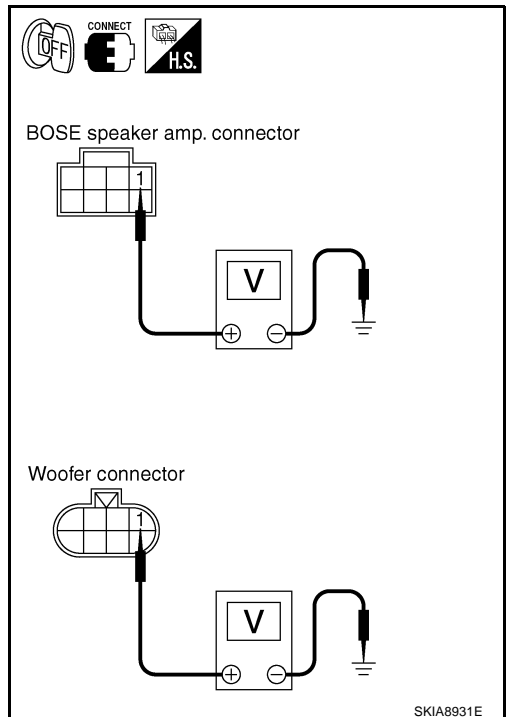 OFF
CONNECT
H.S.
BOSE speaker amp. connector
1
V
+ −
Woofer connector
1
V
+ −
SKIA8931E